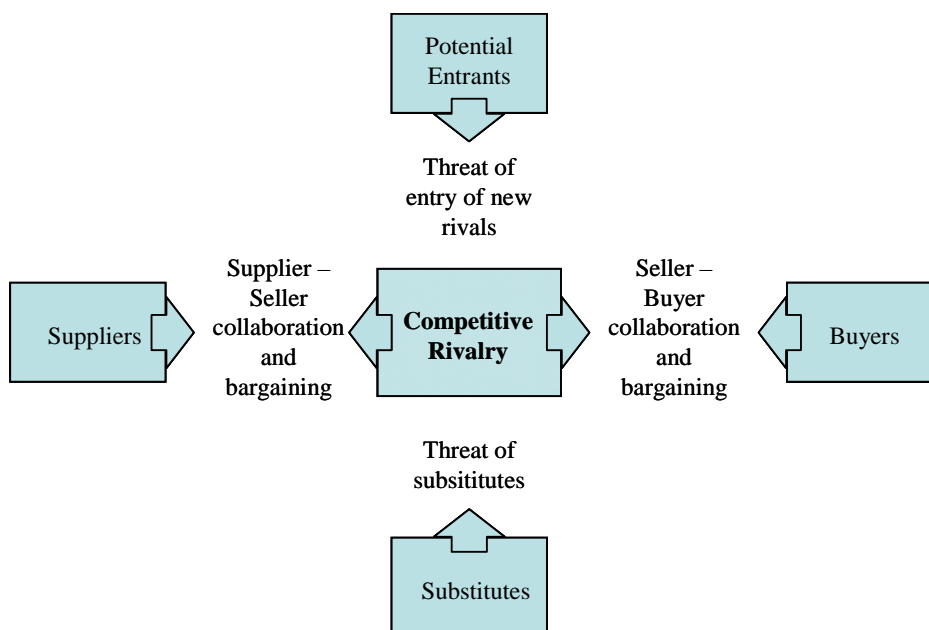 Potential
Entrants
Threat of
entry of new
rivals
Suppliers
Supplier –
Seller
collaboration
and
bargaining
Competitive
Rivalry
Seller –
Buyer
collaboration
and
bargaining
Buyers
Threat of
subsititutes
Substitutes